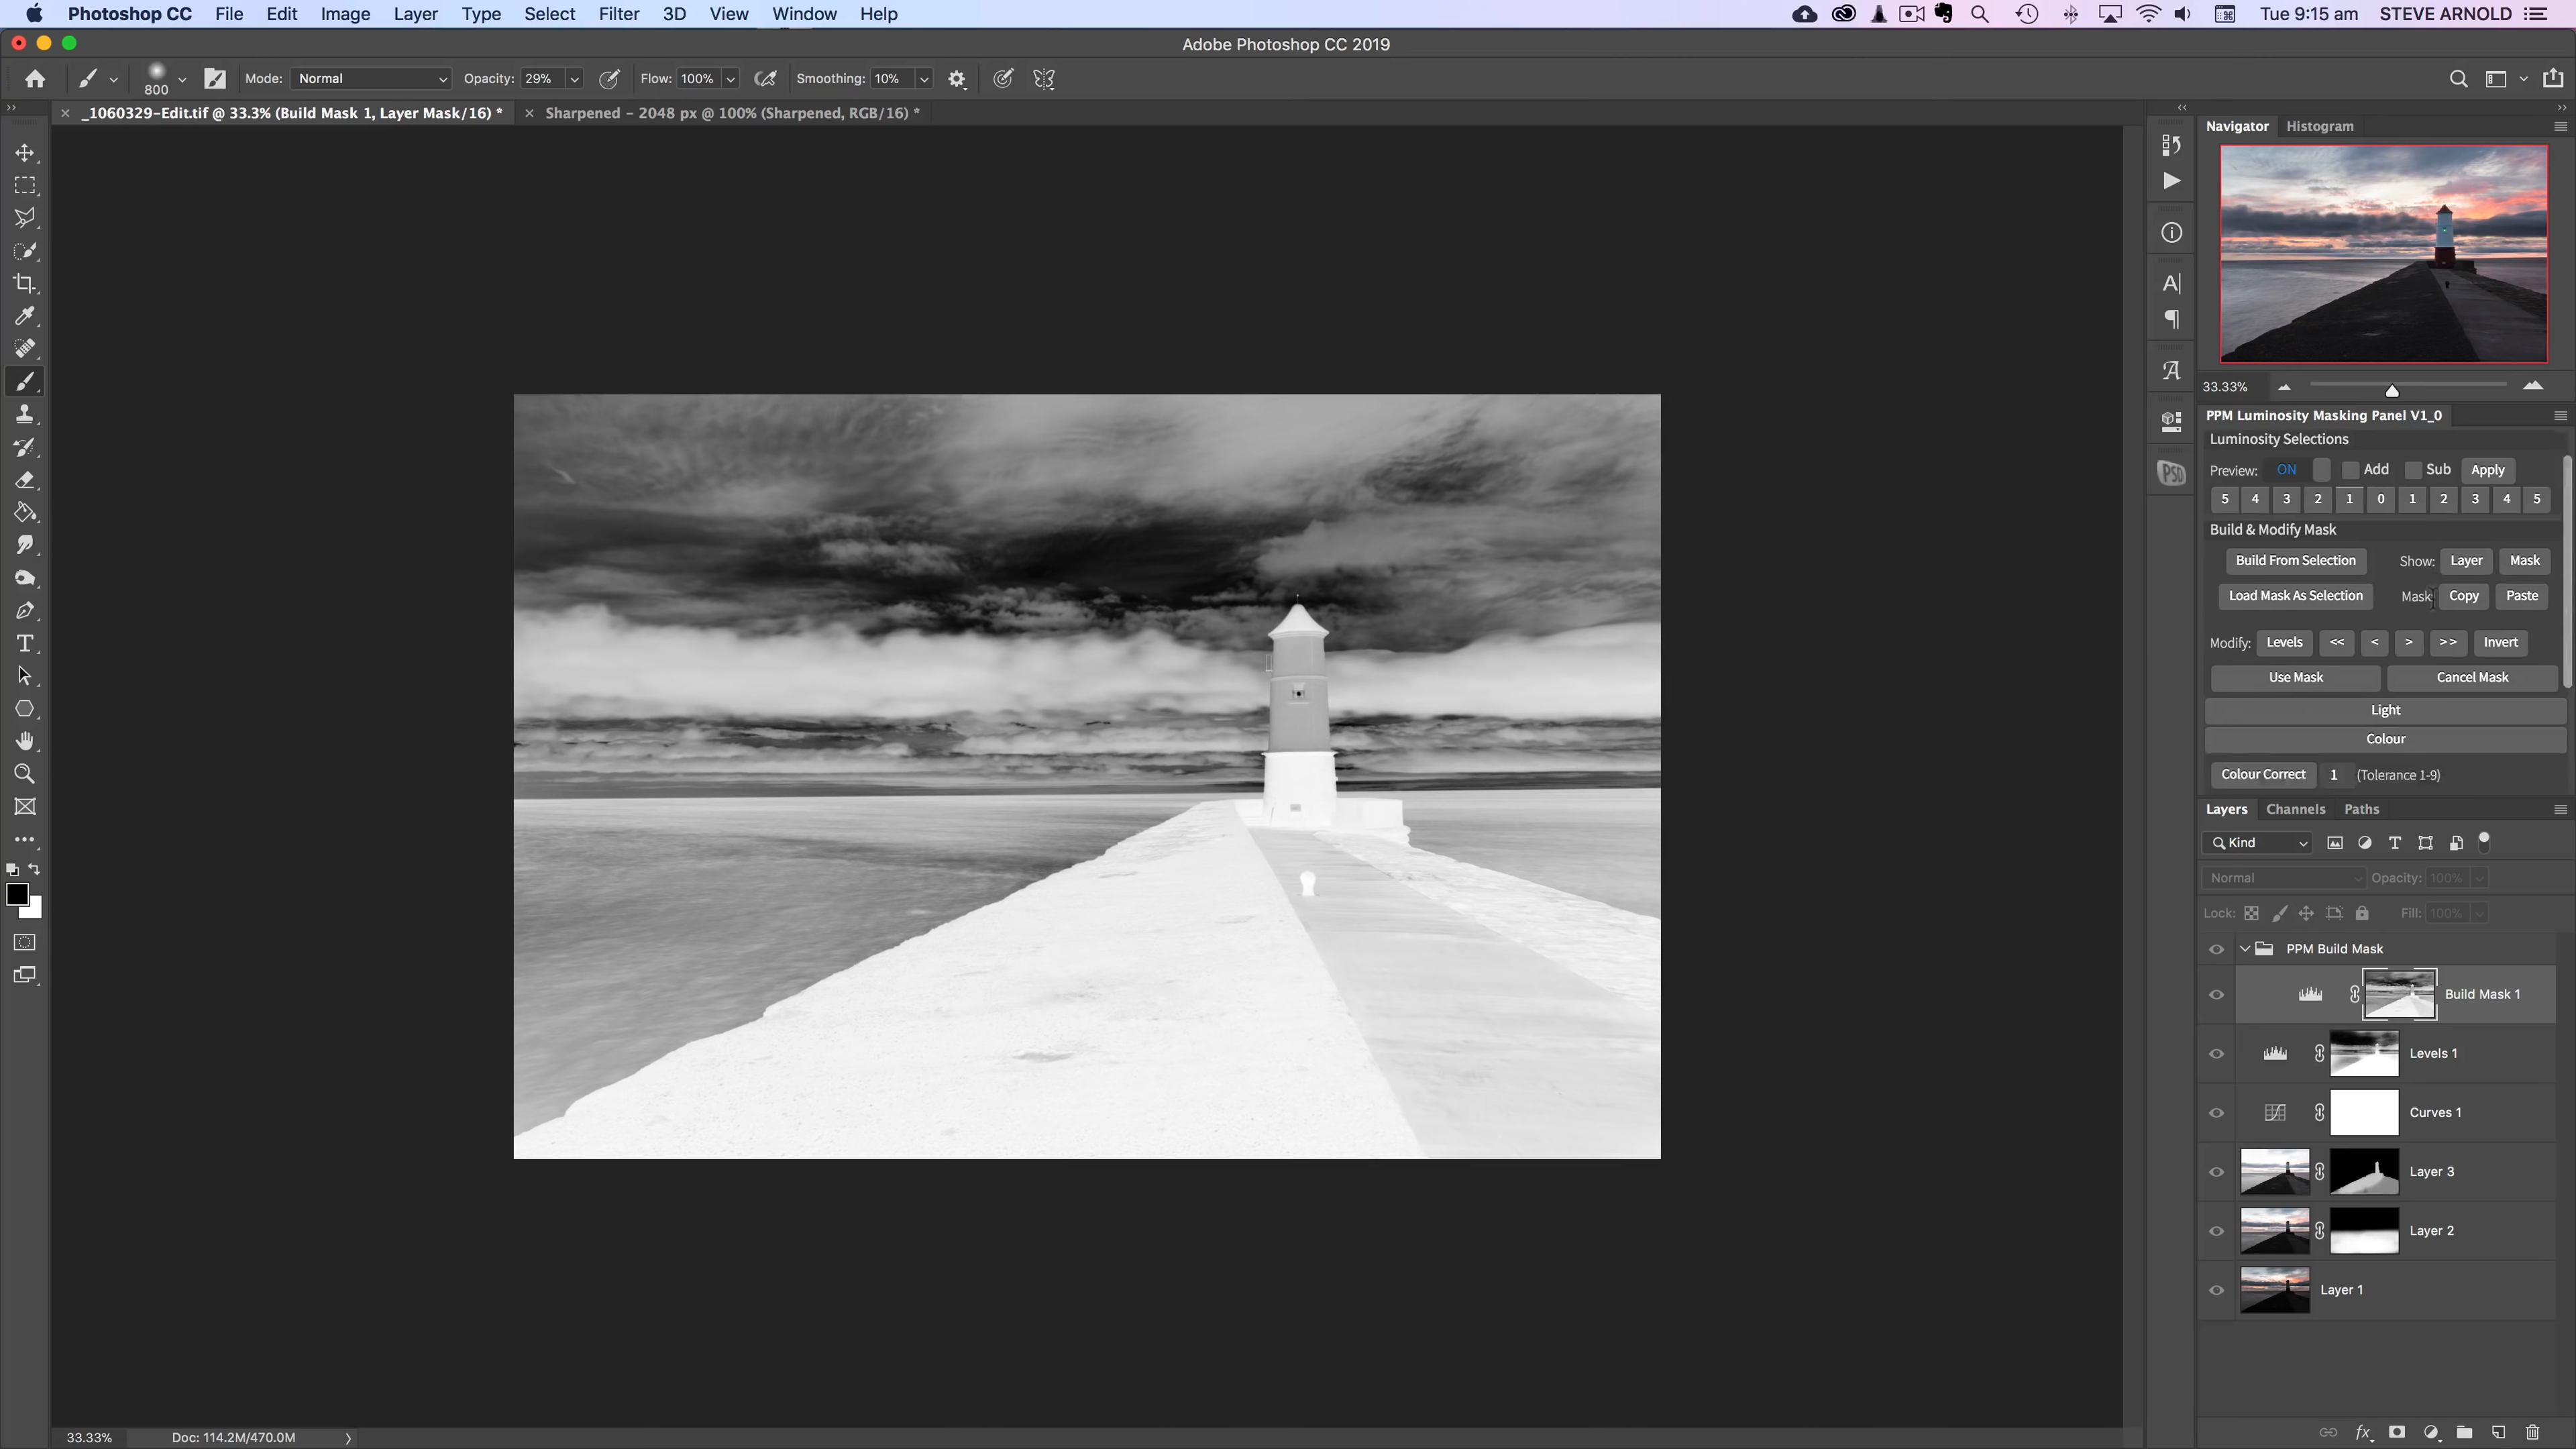 Photoshop CC File Edit Image Layer Type Select Filter 3D View Window Help Tue 9:15 am STEVE ARNOLD
Adobe Photoshop CC 2019
800 Mode: Normal Opacity: 29% Flow: 100% Smoothing: 10%
_1060329-Edit.tif @ 33.3% (Build Mask 1, Layer Mask/16) * Sharpened - 2048 px @ 100% (Sharpened, RGB/16) *
Navigator Histogram
33.33%
PPM Luminosity Masking Panel V1_0
Luminosity Selections
Preview: ON Add Sub Apply
5 4 3 2 1 0 1 2 3 4 5
Build & Modify Mask
Build From Selection Show: Layer Mask
Load Mask As Selection Mask Copy Paste
Modify: Levels << < > >> Invert
Use Mask Cancel Mask
Light
Colour
Colour Correct 1 (Tolerance 1-9)
Layers Channels Paths
Kind
Normal Opacity: 100%
Lock: Fill: 100%
PPM Build Mask
Build Mask 1
Levels 1
Curves 1
Layer 3
Layer 2
Layer 1
33.33% Doc: 114.2M/470.0M
fx